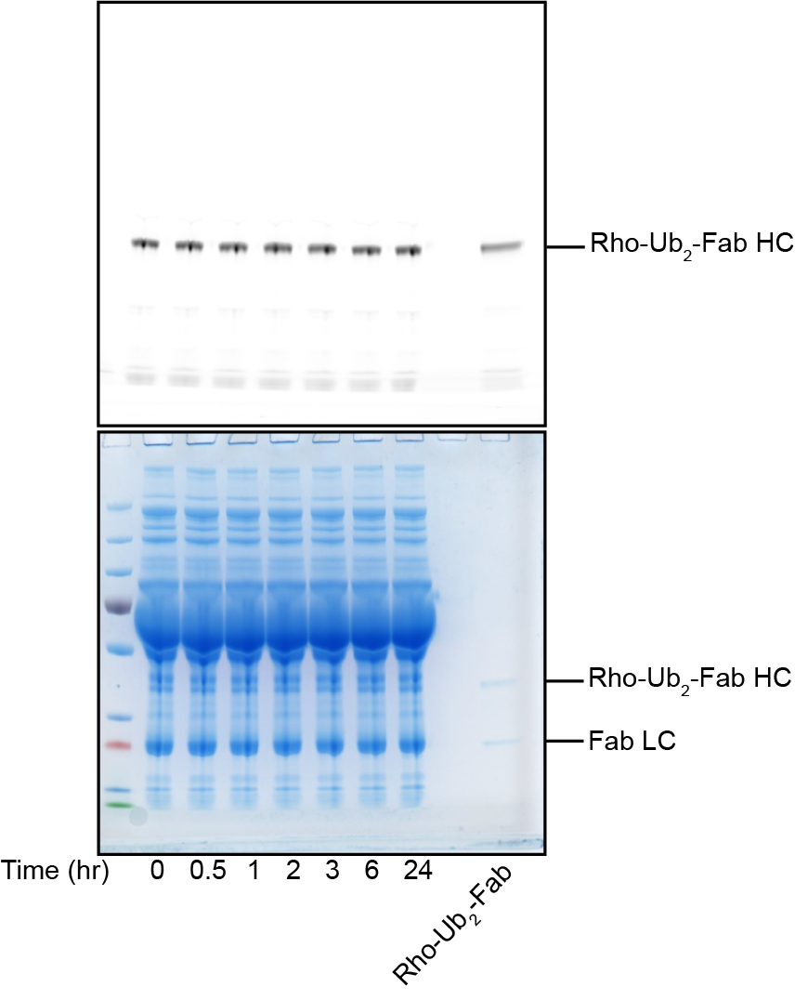 Rho-Ub₂-Fab HC
Rho-Ub₂-Fab HC
Fab LC
Time (hr) 0 0.5 1 2 3 6 24
Rho-Ub₂-Fab